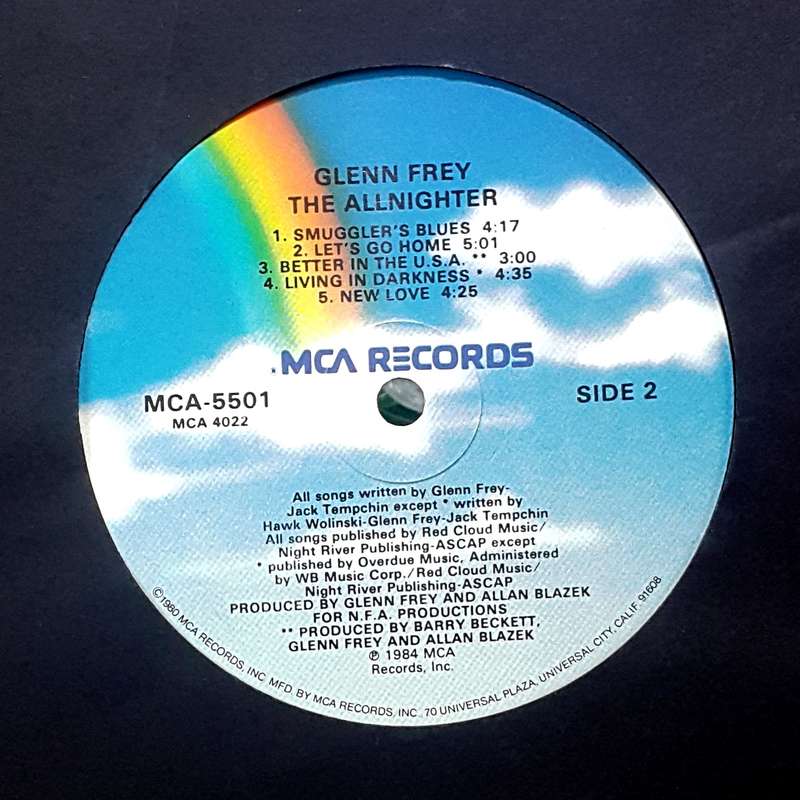 GLENN FREY
THE ALLNIGHTER
1. SMUGGLER'S BLUES 4:17
2. LET'S GO HOME 5:01
3. BETTER IN THE U.S.A. ** 3:00
4. LIVING IN DARKNESS * 4:35
5. NEW LOVE 4:25
.MCA RECORDS
MCA-5501
MCA 4022
SIDE 2
All songs written by Glenn Frey-
Jack Tempchin except * written by
Hawk Wolinski-Glenn Frey-Jack Tempchin
All songs published by Red Cloud Music/
Night River Publishing-ASCAP except
* published by Overdue Music, Administered
by WB Music Corp./Red Cloud Music/
Night River Publishing-ASCAP
PRODUCED BY GLENN FREY AND ALLAN BLAZEK
FOR N.F.A. PRODUCTIONS
** PRODUCED BY BARRY BECKETT,
GLENN FREY AND ALLAN BLAZEK
℗ 1984 MCA
Records, Inc.
©1980 MCA RECORDS, INC. MFD. BY MCA RECORDS, INC., 70 UNIVERSAL PLAZA, UNIVERSAL CITY, CALIF. 91608